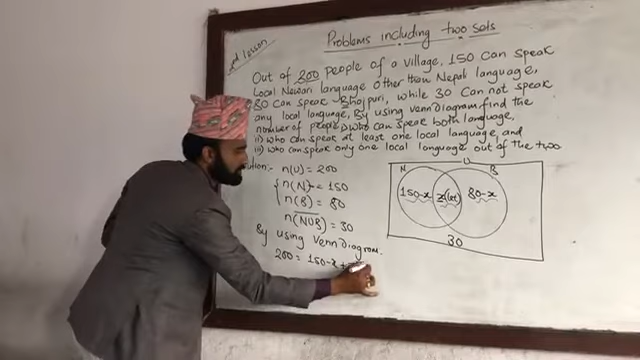 2nd lesson
Problems including two sets
Out of 200 people of a village, 150 can speak
Local Newari language other than Nepali language,
80 can speak Bhojpuri, while 30 can not speak
any local language, By using venn diagram find the
number of people i) who can speak both language,
ii) who can speak at least one local language, and
iii) who can speak only one local language out of the two
ution:- n(U) = 200
n(N) = 150
n(B) = 80
n(N∪B) = 30
By using Venn diagram.
200 = 150-x +
U
N B
150-x x(let) 80-x
30